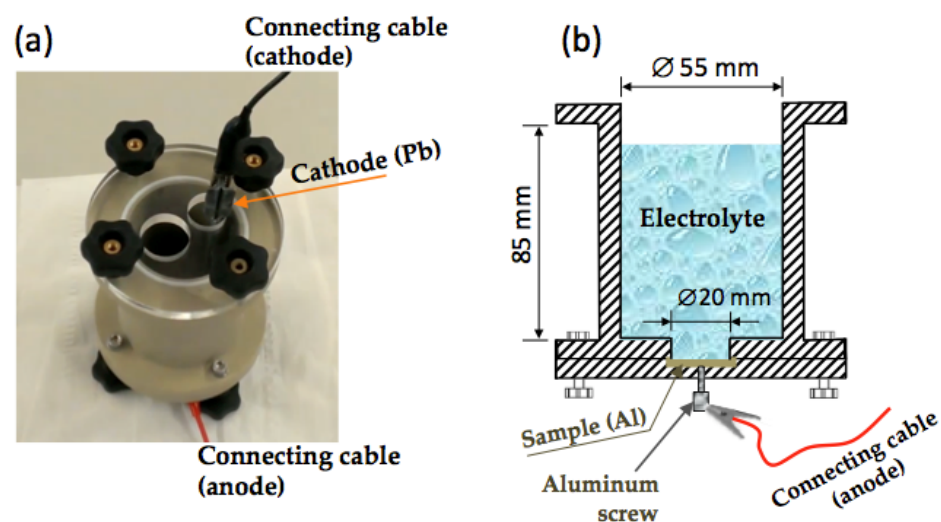 (a)
Connecting cable
(cathode)
Cathode (Pb)
Connecting cable
(anode)
(b)
Ø 55 mm
85 mm
Electrolyte
Ø20 mm
Sample (Al)
Aluminum
screw
Connecting cable
(anode)